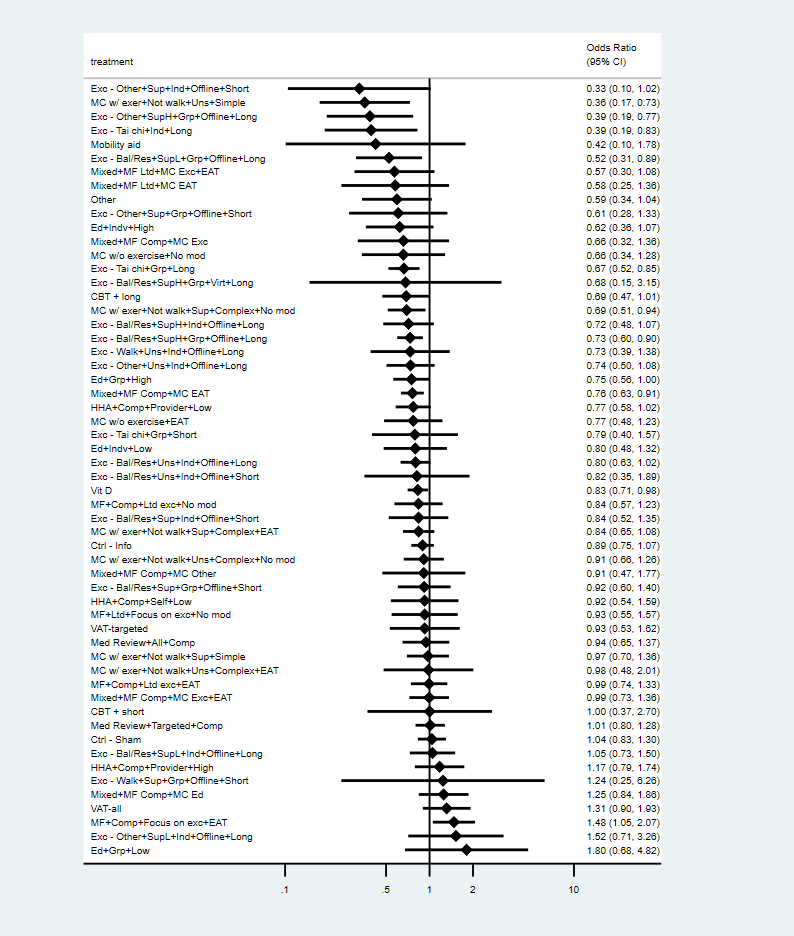 Odds Ratio
treatment (95% CI)
Exc - Other+Sup+Ind+Offline+Short 0.33 (0.10, 1.02)
MC w/ exer+Not walk+Uns+Simple 0.36 (0.17, 0.73)
Exc - Other+SupH+Grp+Offline+Long 0.39 (0.19, 0.77)
Exc - Tai chi+Ind+Long 0.39 (0.19, 0.83)
Mobility aid 0.42 (0.10, 1.78)
Exc - Bal/Res+SupL+Grp+Offline+Long 0.52 (0.31, 0.89)
Mixed+MF Ltd+MC Exc+EAT 0.57 (0.30, 1.08)
Mixed+MF Ltd+MC EAT 0.58 (0.25, 1.36)
Other 0.59 (0.34, 1.04)
Exc - Other+Sup+Grp+Offline+Short 0.61 (0.28, 1.33)
Ed+Indv+High 0.62 (0.36, 1.07)
Mixed+MF Comp+MC Exc 0.66 (0.32, 1.36)
MC w/o exercise+No mod 0.66 (0.34, 1.28)
Exc - Tai chi+Grp+Long 0.67 (0.52, 0.85)
Exc - Bal/Res+SupH+Grp+Virt+Long 0.68 (0.15, 3.15)
CBT + long 0.69 (0.47, 1.01)
MC w/ exer+Not walk+Sup+Complex+No mod 0.69 (0.51, 0.94)
Exc - Bal/Res+SupH+Ind+Offline+Long 0.72 (0.48, 1.07)
Exc - Bal/Res+SupH+Grp+Offline+Long 0.73 (0.60, 0.90)
Exc - Walk+Uns+Ind+Offline+Long 0.73 (0.39, 1.38)
Exc - Other+Uns+Ind+Offline+Long 0.74 (0.50, 1.08)
Ed+Grp+High 0.75 (0.56, 1.00)
Mixed+MF Comp+MC EAT 0.76 (0.63, 0.91)
HHA+Comp+Provider+Low 0.77 (0.58, 1.02)
MC w/o exercise+EAT 0.77 (0.48, 1.23)
Exc - Tai chi+Grp+Short 0.79 (0.40, 1.57)
Ed+Indv+Low 0.80 (0.48, 1.32)
Exc - Bal/Res+Uns+Ind+Offline+Long 0.80 (0.63, 1.02)
Exc - Bal/Res+Uns+Ind+Offline+Short 0.82 (0.35, 1.89)
Vit D 0.83 (0.71, 0.98)
MF+Comp+Ltd exc+No mod 0.84 (0.57, 1.23)
Exc - Bal/Res+Sup+Ind+Offline+Short 0.84 (0.52, 1.35)
MC w/ exer+Not walk+Sup+Complex+EAT 0.84 (0.65, 1.08)
Ctrl - Info 0.89 (0.75, 1.07)
MC w/ exer+Not walk+Uns+Complex+No mod 0.91 (0.66, 1.26)
Mixed+MF Comp+MC Other 0.91 (0.47, 1.77)
Exc - Bal/Res+Sup+Grp+Offline+Short 0.92 (0.60, 1.40)
HHA+Comp+Self+Low 0.92 (0.54, 1.59)
MF+Ltd+Focus on exc+No mod 0.93 (0.55, 1.57)
VAT-targeted 0.93 (0.53, 1.62)
Med Review+All+Comp 0.94 (0.65, 1.37)
MC w/ exer+Not walk+Sup+Simple 0.97 (0.70, 1.36)
MC w/ exer+Not walk+Uns+Complex+EAT 0.98 (0.48, 2.01)
MF+Comp+Ltd exc+EAT 0.99 (0.74, 1.33)
Mixed+MF Comp+MC Exc+EAT 0.99 (0.73, 1.36)
CBT + short 1.00 (0.37, 2.70)
Med Review+Targeted+Comp 1.01 (0.80, 1.28)
Ctrl - Sham 1.04 (0.83, 1.30)
Exc - Bal/Res+SupL+Ind+Offline+Long 1.05 (0.73, 1.50)
HHA+Comp+Provider+High 1.17 (0.79, 1.74)
Exc - Walk+Sup+Grp+Offline+Short 1.24 (0.25, 6.26)
Mixed+MF Comp+MC Ed 1.25 (0.84, 1.86)
VAT-all 1.31 (0.90, 1.93)
MF+Comp+Focus on exc+EAT 1.48 (1.05, 2.07)
Exc - Other+SupL+Ind+Offline+Long 1.52 (0.71, 3.26)
Ed+Grp+Low 1.80 (0.68, 4.82)
.1 .5 1 2 10